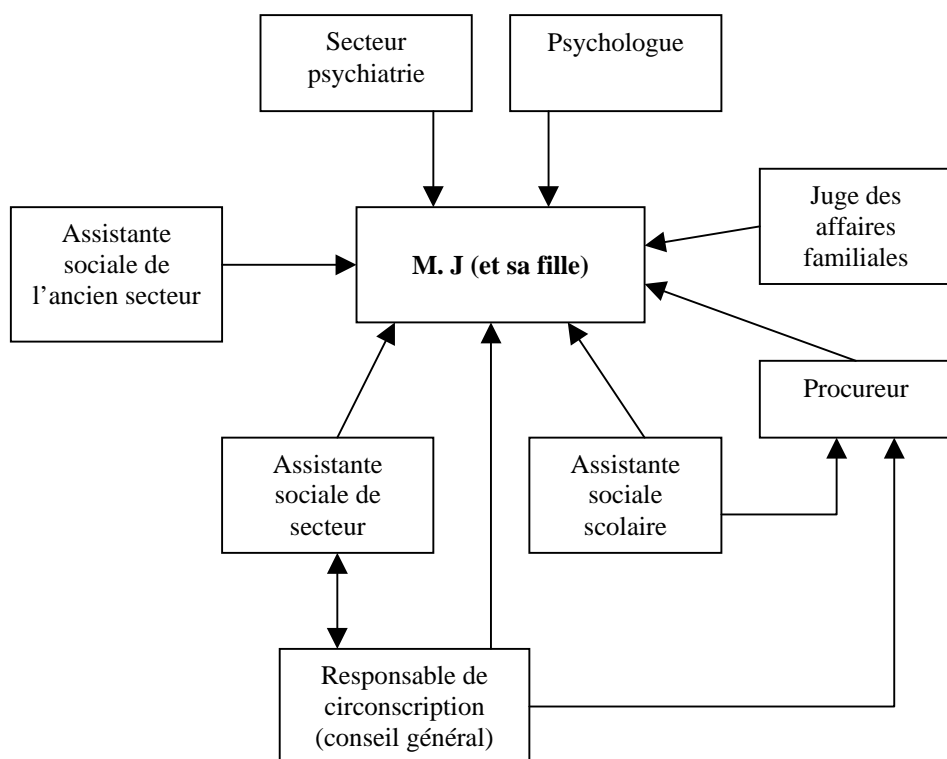 Secteur
psychiatrie
Psychologue
Juge des
affaires
familiales
Assistante
sociale de
l’ancien secteur
M. J (et sa fille)
Procureur
Assistante
sociale de
secteur
Assistante
sociale
scolaire
Responsable de
circonscription
(conseil général)